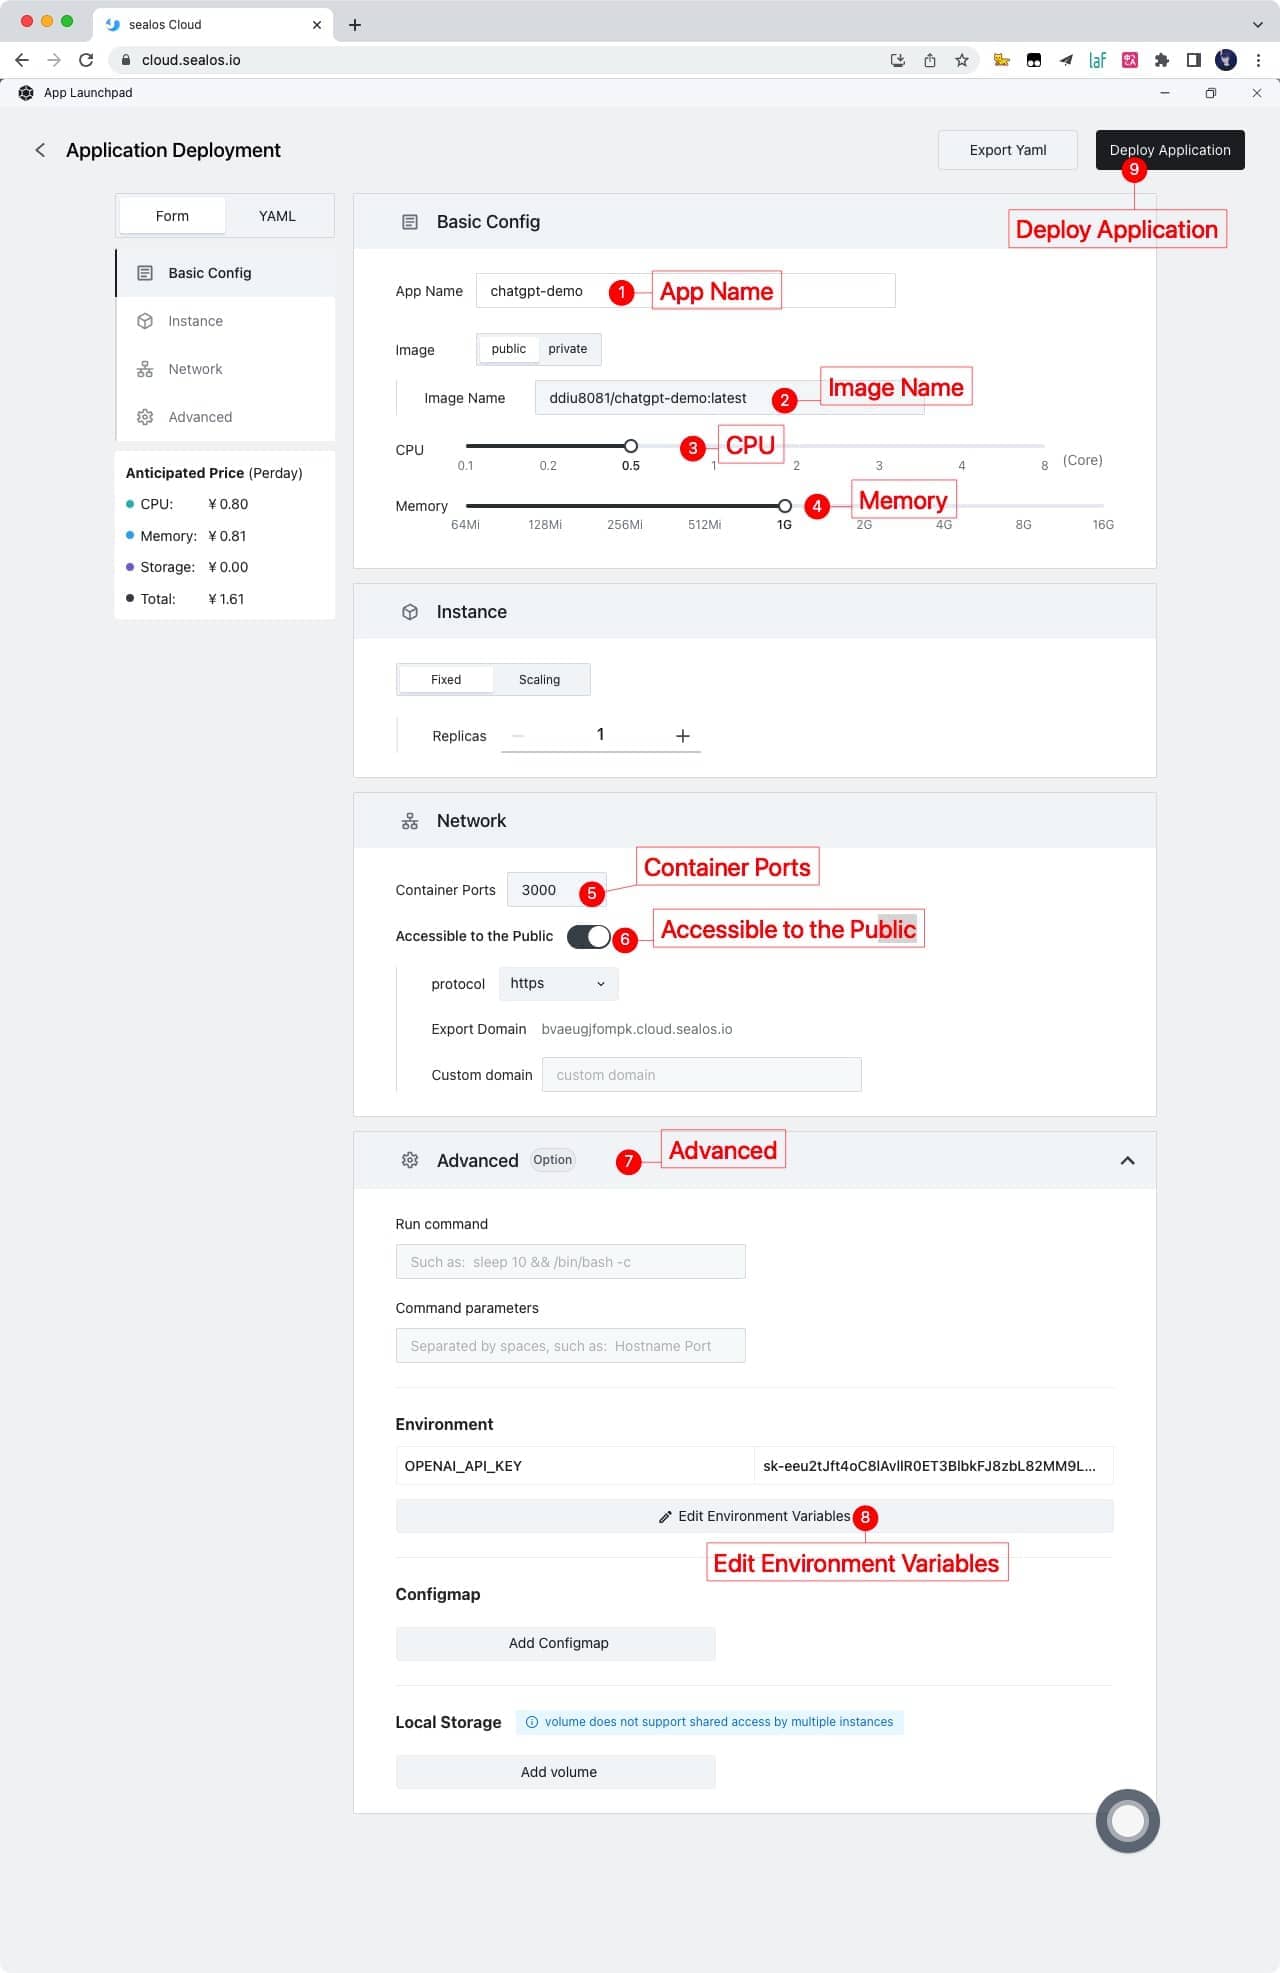 sealos Cloud
cloud.sealos.io
App Launchpad
Application Deployment
Export Yaml
Deploy Application
9
Deploy Application
Form
YAML
Basic Config
Instance
Network
Advanced
Anticipated Price (Perday)
CPU: ¥ 0.80
Memory: ¥ 0.81
Storage: ¥ 0.00
Total: ¥ 1.61
Basic Config
App Name
chatgpt-demo
1
App Name
Image
public
private
Image Name
ddiu8081/chatgpt-demo:latest
2
Image Name
CPU
3
CPU
0.1 0.2 0.5 1 2 3 4 8 (Core)
Memory
4
Memory
64Mi 128Mi 256Mi 512Mi 1G 2G 4G 8G 16G
Instance
Fixed
Scaling
Replicas
1
Network
Container Ports
3000
5
Container Ports
Accessible to the Public
6
Accessible to the Public
protocol
https
Export Domain bvaeugjfompk.cloud.sealos.io
Custom domain
custom domain
Advanced
Option
7
Advanced
Run command
Such as: sleep 10 && /bin/bash -c
Command parameters
Separated by spaces, such as: Hostname Port
Environment
OPENAI_API_KEY
sk-eeu2tJft4oC8lAvllR0ET3BlbkFJ8zbL82MM9L...
Edit Environment Variables
8
Edit Environment Variables
Configmap
Add Configmap
Local Storage
volume does not support shared access by multiple instances
Add volume